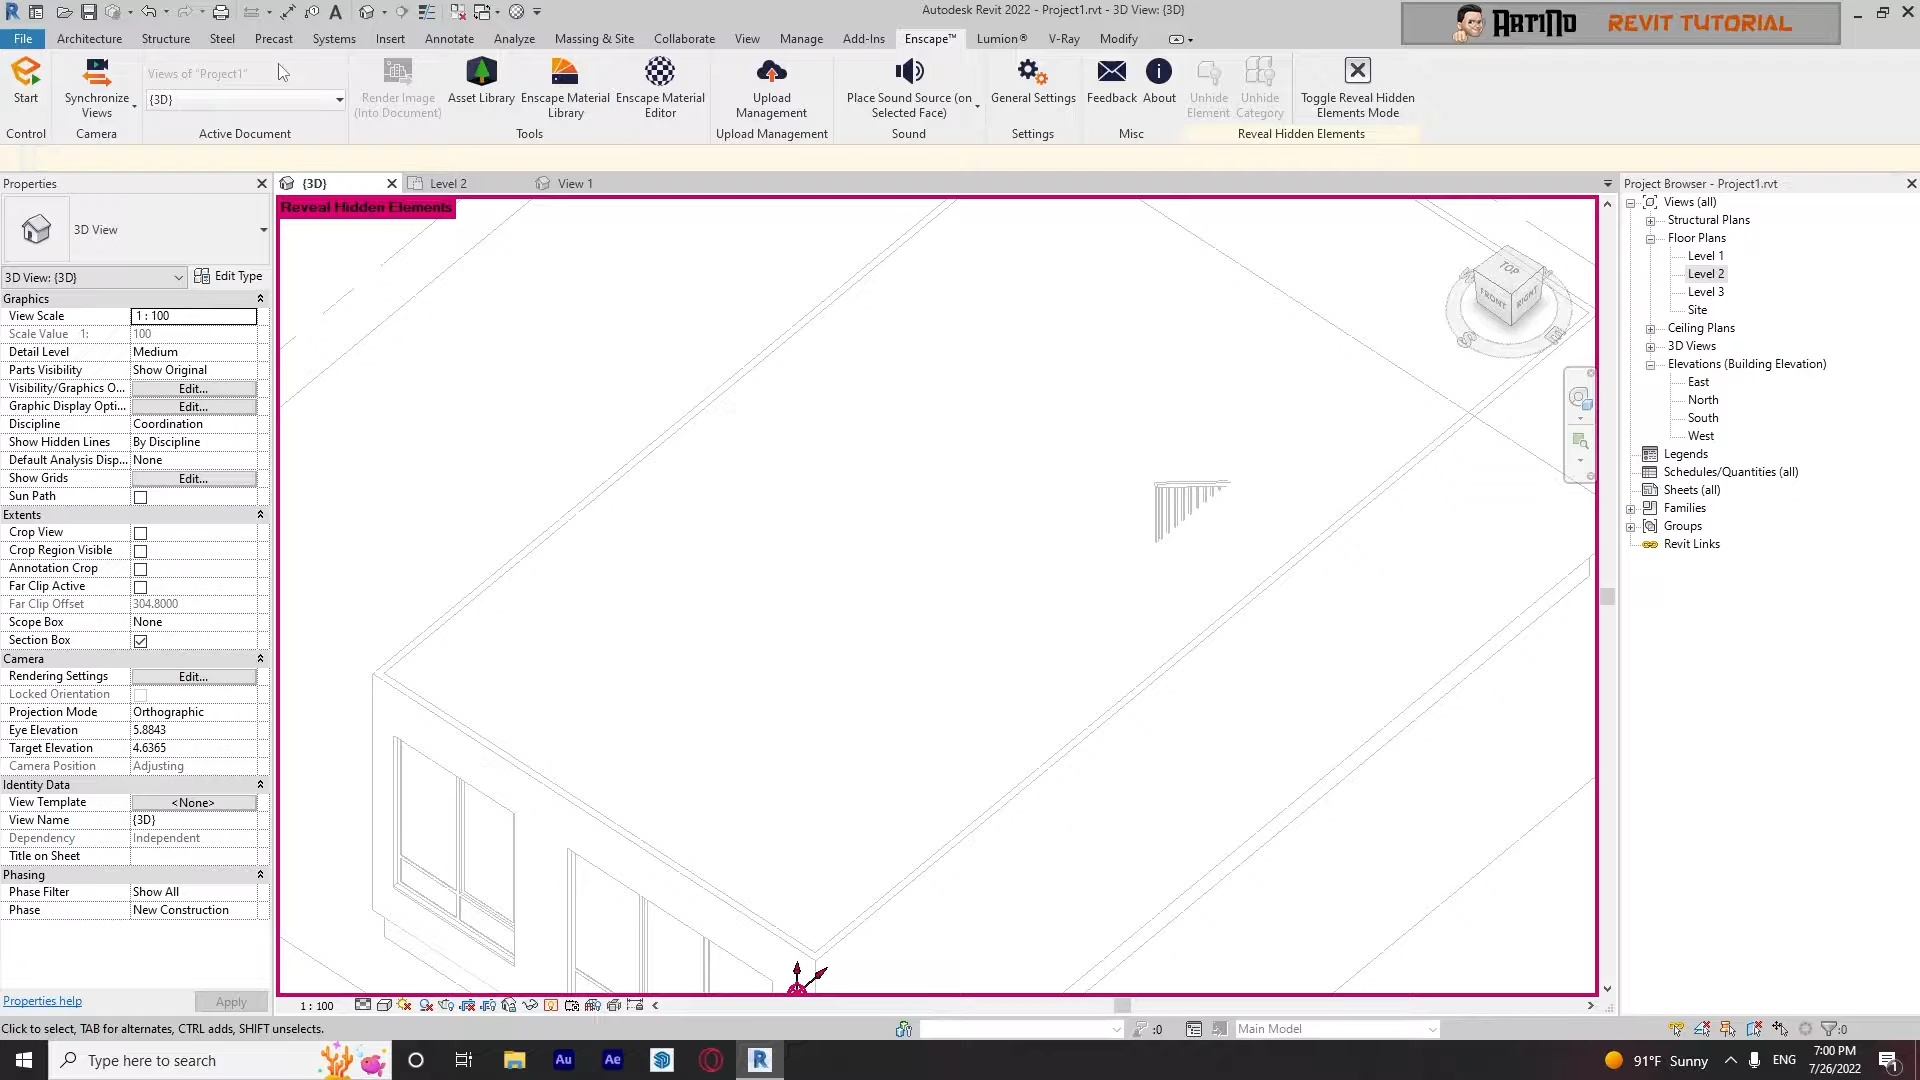 Autodesk Revit 2022 - Project1.rvt - 3D View: {3D}
ARTINO REVIT TUTORIAL
File Architecture Structure Steel Precast Systems Insert Annotate Analyze Massing & Site Collaborate View Manage Add-Ins Enscape™ Lumion® V-Ray Modify
Start
Synchronize Views
Views of "Project1"
{3D}
Render Image (Into Document)
Asset Library
Enscape Material Library
Enscape Material Editor
Upload Management
Place Sound Source (on Selected Face)
General Settings
Feedback
About
Unhide Element
Unhide Category
Toggle Reveal Hidden Elements Mode
Control Camera Active Document Tools Upload Management Sound Settings Misc Reveal Hidden Elements
Properties
{3D} Level 2 View 1
Reveal Hidden Elements
3D View
3D View: {3D} Edit Type
Graphics
View Scale 1 : 100
Scale Value 1: 100
Detail Level Medium
Parts Visibility Show Original
Visibility/Graphics O... Edit...
Graphic Display Opti... Edit...
Discipline Coordination
Show Hidden Lines By Discipline
Default Analysis Disp... None
Show Grids Edit...
Sun Path
Extents
Crop View
Crop Region Visible
Annotation Crop
Far Clip Active
Far Clip Offset 304.8000
Scope Box None
Section Box
Camera
Rendering Settings Edit...
Locked Orientation
Projection Mode Orthographic
Eye Elevation 5.8843
Target Elevation 4.6365
Camera Position Adjusting
Identity Data
View Template <None>
View Name {3D}
Dependency Independent
Title on Sheet
Phasing
Phase Filter Show All
Phase New Construction
Properties help Apply
TOP
FRONT RIGHT
S E
Project Browser - Project1.rvt
Views (all)
Structural Plans
Floor Plans
Level 1
Level 2
Level 3
Site
Ceiling Plans
3D Views
Elevations (Building Elevation)
East
North
South
West
Legends
Schedules/Quantities (all)
Sheets (all)
Families
Groups
Revit Links
1 : 100
Click to select, TAB for alternates, CTRL adds, SHIFT unselects.
:0
Main Model
:0
Type here to search
Au
Ae
R
91°F Sunny
ENG
7:00 PM
7/26/2022
1